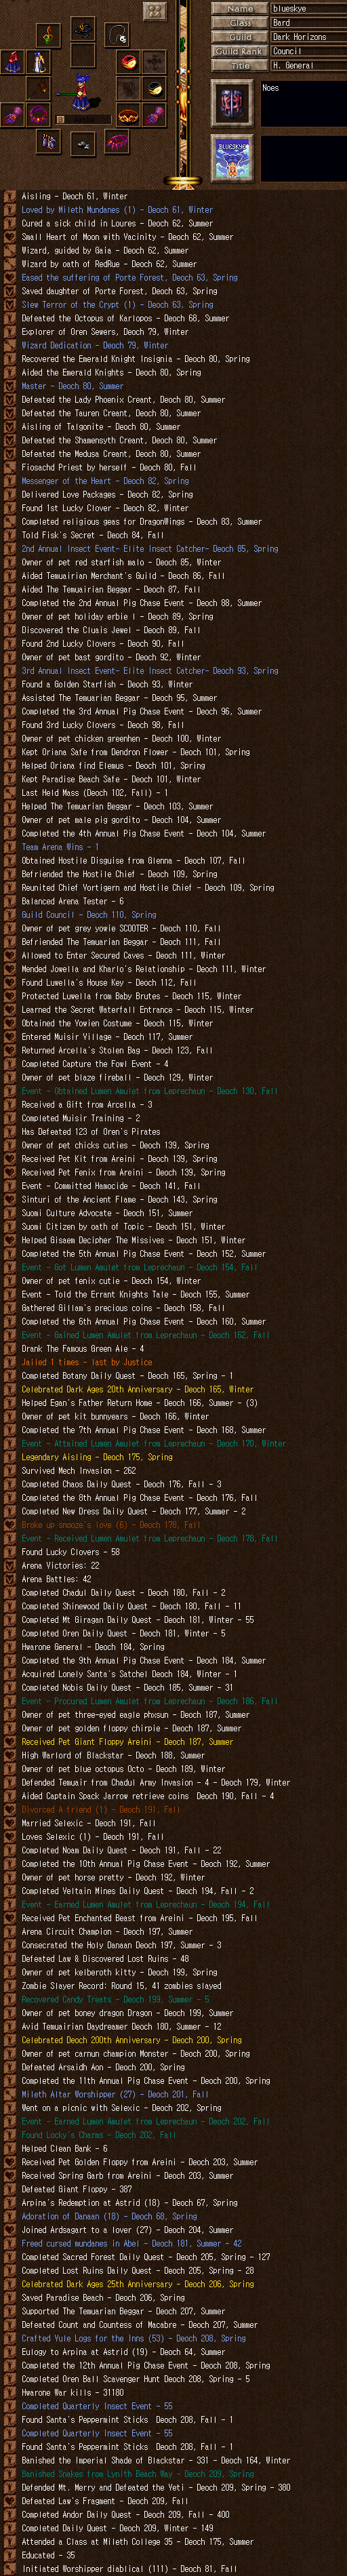 Name blueskye
Class Bard
Guild Dark Horizons
Guild Rank Council
Title H. General
Noes
BLUESKYE
Aisling - Deoch 61, Winter
Loved by Mileth Mundanes (1) - Deoch 61, Winter
Cured a sick child in Loures - Deoch 62, Summer
Small Heart of Moon with Vacinity - Deoch 62, Summer
Wizard, guided by Gaia - Deoch 62, Summer
Wizard by oath of RedRue - Deoch 62, Summer
Eased the suffering of Porte Forest, Deoch 63, Spring
Saved daughter of Porte Forest, Deoch 63, Spring
Slew Terror of the Crypt (1) - Deoch 63, Spring
Defeated the Octopus of Karlopos - Deoch 68, Summer
Explorer of Oren Sewers, Deoch 79, Winter
Wizard Dedication - Deoch 79, Winter
Recovered the Emerald Knight Insignia - Deoch 80, Spring
Aided the Emerald Knights - Deoch 80, Spring
Master - Deoch 80, Summer
Defeated the Lady Phoenix Creant, Deoch 80, Summer
Defeated the Tauren Creant, Deoch 80, Summer
Aisling of Talgonite - Deoch 80, Summer
Defeated the Shamensyth Creant, Deoch 80, Summer
Defeated the Medusa Creant, Deoch 80, Summer
Fiosachd Priest by herself - Deoch 80, Fall
Messenger of the Heart - Deoch 82, Spring
Delivered Love Packages - Deoch 82, Spring
Found 1st Lucky Clover - Deoch 82, Winter
Completed religious geas for DragonWings - Deoch 83, Summer
Told Fisk's Secret - Deoch 84, Fall
2nd Annual Insect Event- Elite Insect Catcher- Deoch 85, Spring
Owner of pet red starfish malo - Deoch 85, Winter
Aided Temuairian Merchant's Guild - Deoch 86, Fall
Aided The Temuairian Beggar - Deoch 87, Fall
Completed the 2nd Annual Pig Chase Event - Deoch 88, Summer
Owner of pet holiday erbie l - Deoch 89, Spring
Discovered the Cluais Jewel - Deoch 89, Fall
Found 2nd Lucky Clovers - Deoch 90, Fall
Owner of pet bast gordito - Deoch 92, Winter
3rd Annual Insect Event- Elite Insect Catcher- Deoch 93, Spring
Found a Golden Starfish - Deoch 93, Winter
Assisted The Temuairian Beggar - Deoch 95, Summer
Completed the 3rd Annual Pig Chase Event - Deoch 96, Summer
Found 3rd Lucky Clovers - Deoch 98, Fall
Owner of pet chicken greenhen - Deoch 100, Winter
Kept Oriana Safe from Dendron Flower - Deoch 101, Spring
Helped Oriana find Elemus - Deoch 101, Spring
Kept Paradise Beach Safe - Deoch 101, Winter
Last Held Mass (Deoch 102, Fall) - 1
Helped The Temuairian Beggar - Deoch 103, Summer
Owner of pet male pig gordito - Deoch 104, Summer
Completed the 4th Annual Pig Chase Event - Deoch 104, Summer
Team Arena Wins - 1
Obtained Hostile Disguise from Glenna - Deoch 107, Fall
Befriended the Hostile Chief - Deoch 109, Spring
Reunited Chief Vortigern and Hostile Chief - Deoch 109, Spring
Balanced Arena Tester - 6
Guild Council - Deoch 110, Spring
Owner of pet grey yowie SCOOTER - Deoch 110, Fall
Befriended The Temuairian Beggar - Deoch 111, Fall
Allowed to Enter Secured Caves - Deoch 111, Winter
Mended Jowella and Khario's Relationship - Deoch 111, Winter
Found Luwella's House Key - Deoch 112, Fall
Protected Luwella from Baby Brutes - Deoch 115, Winter
Learned the Secret Waterfall Entrance - Deoch 115, Winter
Obtained the Yovien Costume - Deoch 115, Winter
Entered Muisir Village - Deoch 117, Summer
Returned Arcella's Stolen Bag - Deoch 123, Fall
Completed Capture the Fowl Event - 4
Owner of pet blaze fireball - Deoch 129, Winter
Event - Obtained Lumen Amulet from Leprechaun - Deoch 130, Fall
Received a Gift from Arcella - 3
Completed Muisir Training - 2
Has Defeated 123 of Oren's Pirates
Owner of pet chicks cuties - Deoch 139, Spring
Received Pet Kit from Areini - Deoch 139, Spring
Received Pet Fenix from Areini - Deoch 139, Spring
Event - Committed Hamocide - Deoch 141, Fall
Sinturi of the Ancient Flame - Deoch 143, Spring
Suomi Culture Advocate - Deoch 151, Summer
Suomi Citizen by oath of Topic - Deoch 151, Winter
Helped Gisaem Decipher The Missives - Deoch 151, Winter
Completed the 5th Annual Pig Chase Event - Deoch 152, Summer
Event - Got Lumen Amulet from Leprechaun - Deoch 154, Fall
Owner of pet fenix cutie - Deoch 154, Winter
Event - Told the Errant Knights Tale - Deoch 155, Summer
Gathered Gillam's precious coins - Deoch 158, Fall
Completed the 6th Annual Pig Chase Event - Deoch 160, Summer
Event - Gained Lumen Amulet from Leprechaun - Deoch 162, Fall
Drank The Famous Green Ale - 4
Jailed 1 times - last by Justice
Completed Botany Daily Quest - Deoch 165, Spring - 1
Celebrated Dark Ages 20th Anniversary - Deoch 165, Winter
Helped Egan's Father Return Home - Deoch 166, Summer - (3)
Owner of pet kit bunnyears - Deoch 166, Winter
Completed the 7th Annual Pig Chase Event - Deoch 168, Summer
Event - Attained Lumen Amulet from Leprechaun - Deoch 170, Winter
Legendary Aisling - Deoch 175, Spring
Survived Mech Invasion - 262
Completed Chaos Daily Quest - Deoch 176, Fall - 3
Completed the 8th Annual Pig Chase Event - Deoch 176, Fall
Completed New Dress Daily Quest - Deoch 177, Summer - 2
Broke up snooze's love (6) - Deoch 178, Fall
Event - Received Lumen Amulet from Leprechaun - Deoch 178, Fall
Found Lucky Clovers - 58
Arena Victories: 22
Arena Battles: 42
Completed Chadul Daily Quest - Deoch 180, Fall - 2
Completed Shinewood Daily Quest - Deoch 180, Fall - 11
Completed Mt Giragan Daily Quest - Deoch 181, Winter - 55
Completed Oren Daily Quest - Deoch 181, Winter - 5
Hwarone General - Deoch 184, Spring
Completed the 9th Annual Pig Chase Event - Deoch 184, Summer
Acquired Lonely Santa's Satchel Deoch 184, Winter - 1
Completed Nobis Daily Quest - Deoch 185, Summer - 31
Event - Procured Lumen Amulet from Leprechaun - Deoch 186, Fall
Owner of pet three-eyed eagle phxsun - Deoch 187, Summer
Owner of pet golden floppy chirpie - Deoch 187, Summer
Received Pet Giant Floppy Areini - Deoch 187, Summer
High Warlord of Blackstar - Deoch 188, Summer
Owner of pet blue octopus Octo - Deoch 189, Winter
Defended Temuair from Chadul Army Invasion - 4 - Deoch 179, Winter
Aided Captain Spack Jarrow retrieve coins Deoch 190, Fall - 4
Divorced A friend (1) - Deoch 191, Fall
Married Selexic - Deoch 191, Fall
Loves Selexic (1) - Deoch 191, Fall
Completed Noam Daily Quest - Deoch 191, Fall - 22
Completed the 10th Annual Pig Chase Event - Deoch 192, Summer
Owner of pet horse pretty - Deoch 192, Winter
Completed Veltain Mines Daily Quest - Deoch 194, Fall - 2
Event - Earned Lumen Amulet from Leprechaun - Deoch 194, Fall
Received Pet Enchanted Beast from Areini - Deoch 195, Fall
Arena Circuit Champion - Deoch 197, Summer
Consecrated the Holy Danaan Deoch 197, Summer - 3
Defeated Law & Discovered Lost Ruins - 48
Owner of pet kelberoth kitty - Deoch 199, Spring
Zombie Slayer Record: Round 15, 41 zombies slayed
Recovered Candy Treats - Deoch 199, Summer - 5
Owner of pet boney dragon Dragon - Deoch 199, Summer
Avid Temuairian Daydreamer Deoch 180, Summer - 12
Celebrated Deoch 200th Anniversary - Deoch 200, Spring
Owner of pet carnun champion Monster - Deoch 200, Spring
Defeated Arsaidh Aon - Deoch 200, Spring
Completed the 11th Annual Pig Chase Event - Deoch 200, Spring
Mileth Altar Worshipper (27) - Deoch 201, Fall
Went on a picnic with Selexic - Deoch 202, Spring
Event - Earned Lumen Amulet from Leprechaun - Deoch 202, Fall
Found Locky's Charms - Deoch 202, Fall
Helped Clean Bank - 6
Received Pet Golden Floppy from Areini - Deoch 203, Summer
Received Spring Garb from Areini - Deoch 203, Summer
Defeated Giant Floppy - 387
Arpina's Redemption at Astrid (18) - Deoch 67, Spring
Adoration of Danaan (18) - Deoch 68, Spring
Joined Ardsagart to a lover (27) - Deoch 204, Summer
Freed cursed mundanes in Abel - Deoch 181, Summer - 42
Completed Sacred Forest Daily Quest - Deoch 205, Spring - 127
Completed Lost Ruins Daily Quest - Deoch 205, Spring - 28
Celebrated Dark Ages 25th Anniversary - Deoch 206, Spring
Saved Paradise Beach - Deoch 206, Spring
Supported The Temuarian Beggar - Deoch 207, Summer
Defeated Count and Countess of Macabre - Deoch 207, Summer
Crafted Yule Logs for the Inns (53) - Deoch 208, Spring
Eulogy to Arpina at Astrid (19) - Deoch 64, Summer
Completed the 12th Annual Pig Chase Event - Deoch 208, Spring
Completed Oren Ball Scavenger Hunt Deoch 208, Spring - 5
Hwarone War kills - 31180
Completed Quarterly Insect Event - 55
Found Santa's Peppermint Sticks Deoch 208, Fall - 1
Completed Quarterly Insect Event - 55
Found Santa's Peppermint Sticks Deoch 208, Fall - 1
Banished the Imperial Shade of Blackstar - 331 - Deoch 164, Winter
Banished Snakes from Lynith Beach Way - Deoch 209, Spring
Defended Mt. Merry and Defeated the Yeti - Deoch 209, Spring - 380
Defeated Law's Fragment - Deoch 209, Fall
Completed Andor Daily Quest - Deoch 209, Fall - 400
Completed Daily Quest - Deoch 209, Winter - 149
Attended a Class at Mileth College 35 - Deoch 175, Summer
Educated - 35
Initiated Worshipper diablical (111) - Deoch 81, Fall